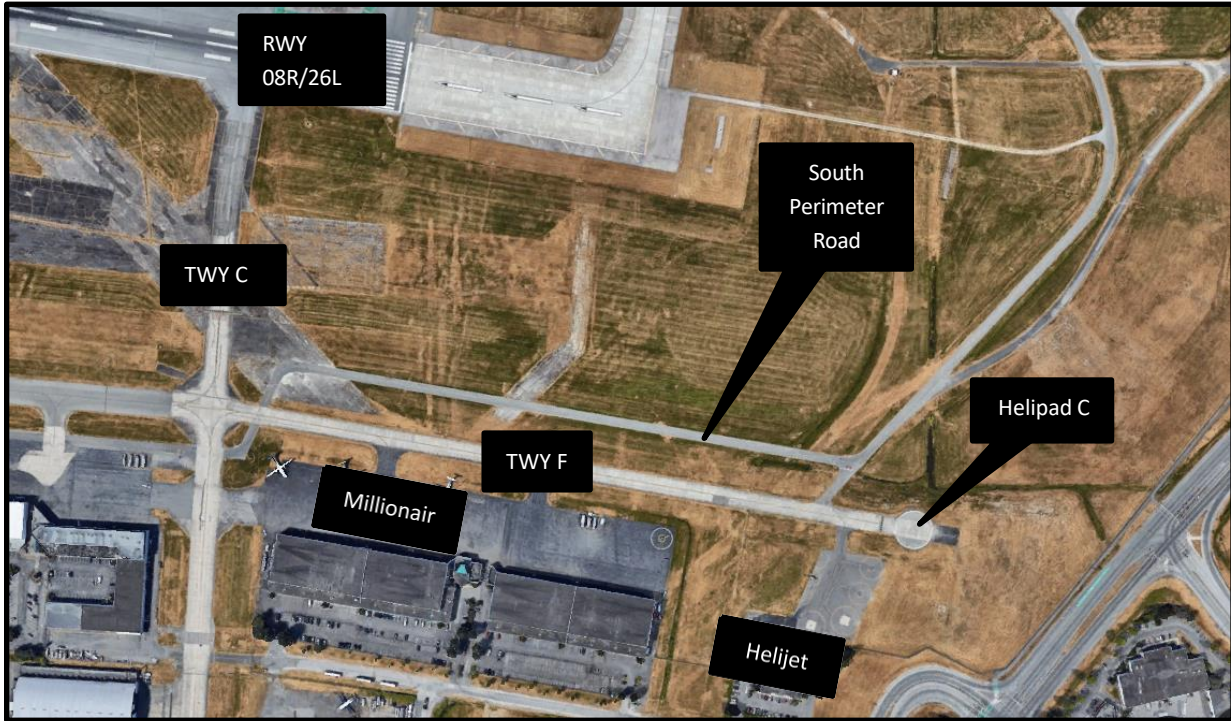 RWY
08R/26L
South
Perimeter
Road
TWY C
Helipad C
TWY F
Millionair
Helijet